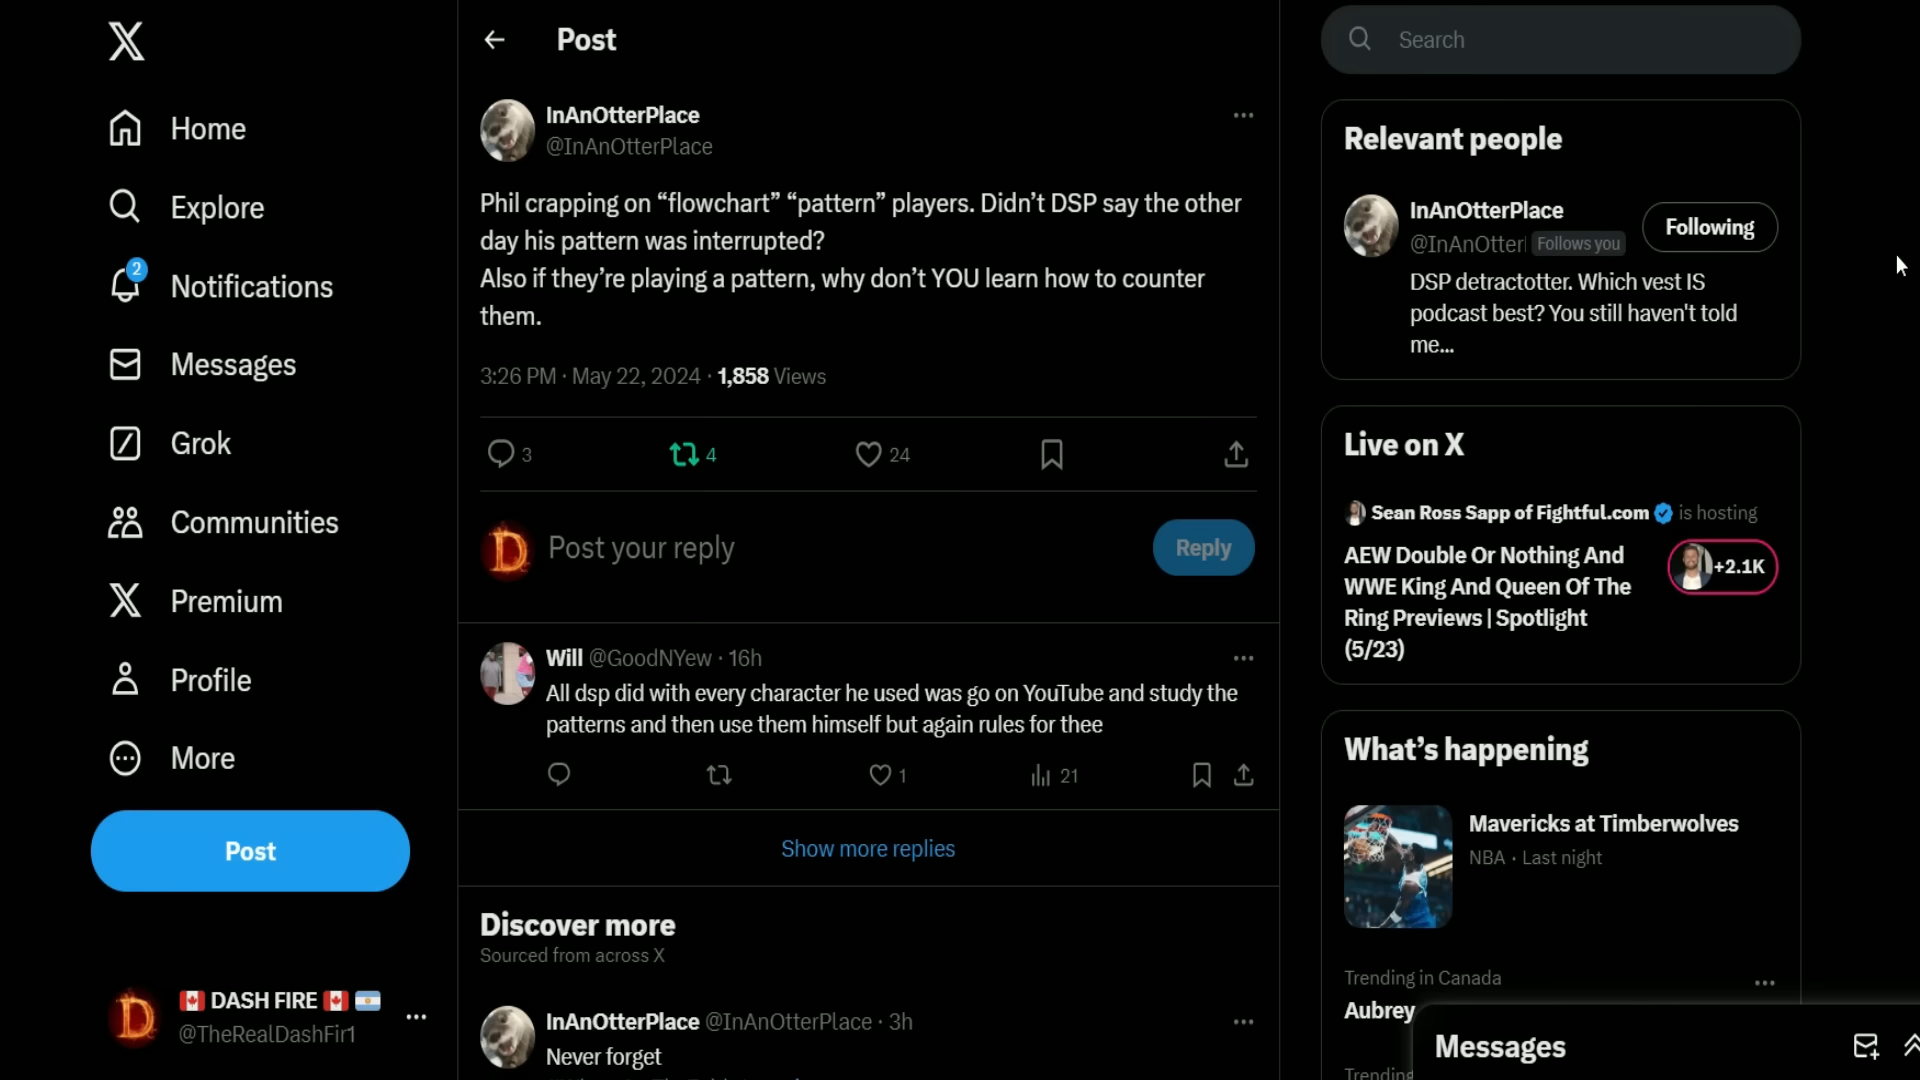 Home
Explore
2
Notifications
Messages
Grok
Communities
Premium
Profile
More
Post
DASH FIRE
@TheRealDashFir1
Post
InAnOtterPlace
@InAnOtterPlace
Phil crapping on “flowchart” “pattern” players. Didn’t DSP say the other
day his pattern was interrupted?
Also if they’re playing a pattern, why don’t YOU learn how to counter
them.
3:26 PM · May 22, 2024 · 1,858 Views
3
4
24
Post your reply
Reply
Will @GoodNYew · 16h
All dsp did with every character he used was go on YouTube and study the
patterns and then use them himself but again rules for thee
1
21
Show more replies
Discover more
Sourced from across X
InAnOtterPlace @InAnOtterPlace · 3h
Never forget
Search
Relevant people
InAnOtterPlace
@InAnOtterl Follows you
Following
DSP detractotter. Which vest IS
podcast best? You still haven't told
me...
Live on X
Sean Ross Sapp of Fightful.com is hosting
AEW Double Or Nothing And
WWE King And Queen Of The
Ring Previews | Spotlight
(5/23)
+2.1K
What’s happening
Mavericks at Timberwolves
NBA · Last night
Trending in Canada
Aubrey
Trending
Messages